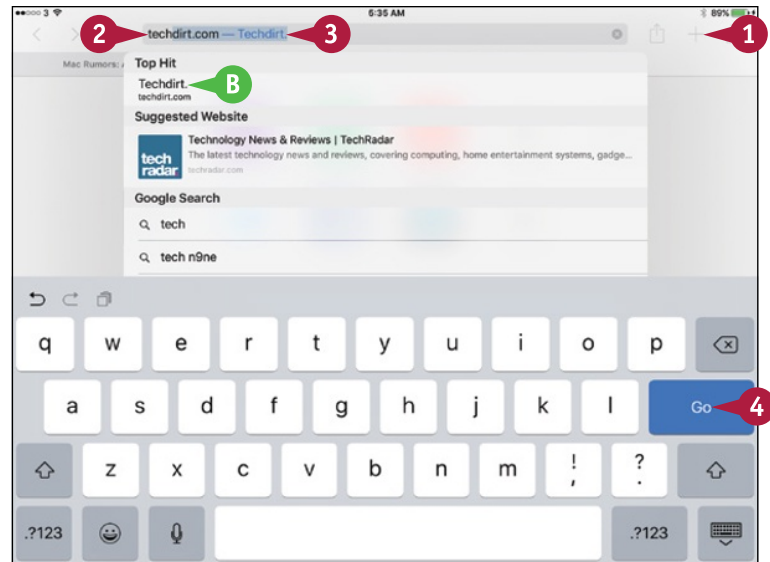 3 6:35 AM 89%
2 techdirt.com — Techdirt. 3 1
Mac Rumors: Top Hit
Techdirt. B
techdirt.com
Suggested Website
Technology News & Reviews | TechRadar
tech
radar
The latest technology news and reviews, covering computing, home entertainment systems, gadge...
techradar.com
Google Search
tech
tech n9ne
q w e r t y u i o p
a s d f g h j k l Go 4
z x c v b n m ! , ? .
.?123 .?123